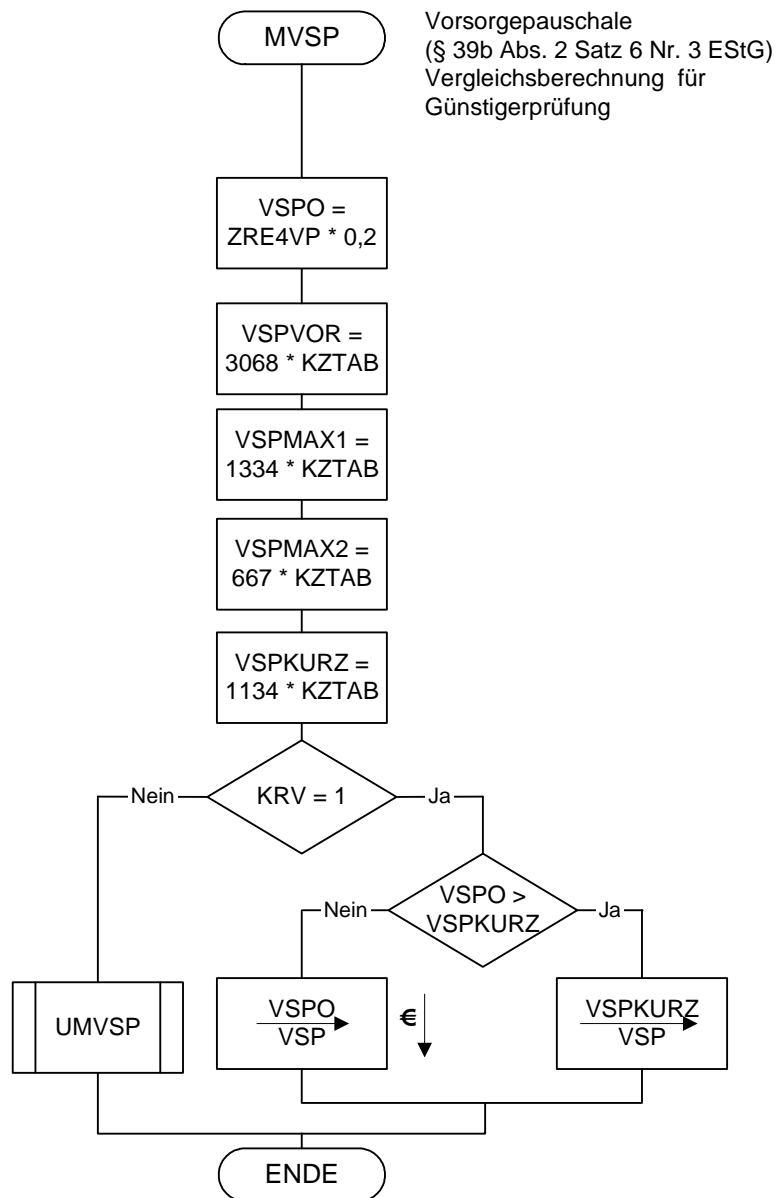 MVSP
Vorsorgepauschale
(§ 39b Abs. 2 Satz 6 Nr. 3 EStG)
Vergleichsberechnung für
Günstigerprüfung
VSPO =
ZRE4VP * 0,2
VSPVOR =
3068 * KZTAB
VSPMAX1 =
1334 * KZTAB
VSPMAX2 =
667 * KZTAB
VSPKURZ =
1134 * KZTAB
Nein
KRV = 1
Ja
Nein
VSPO >
VSPKURZ
Ja
UMVSP
VSPO
VSP
€
VSPKURZ
VSP
ENDE